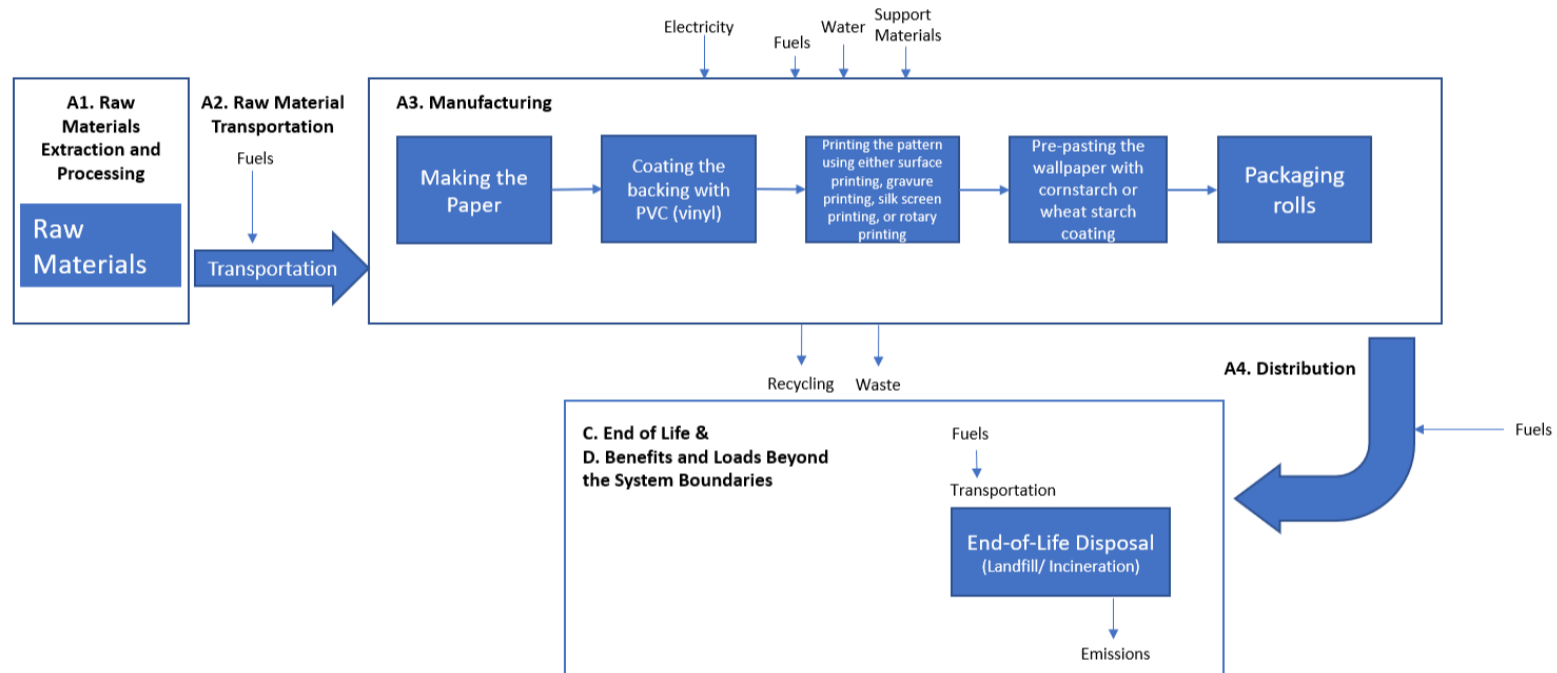 Electricity
Fuels
Water
Support
Materials
A1. Raw
Materials
Extraction and
Processing
Raw
Materials
A2. Raw Material
Transportation
Fuels
Transportation
A3. Manufacturing
Making the
Paper
Coating the
backing with
PVC (vinyl)
Printing the pattern
using either surface
printing, gravure
printing, silk screen
printing, or rotary
printing
Pre-pasting the
wallpaper with
cornstarch or
wheat starch
coating
Packaging
rolls
Recycling
Waste
A4. Distribution
Fuels
C. End of Life &
D. Benefits and Loads Beyond
the System Boundaries
Fuels
Transportation
End-of-Life Disposal
(Landfill/ Incineration)
Emissions